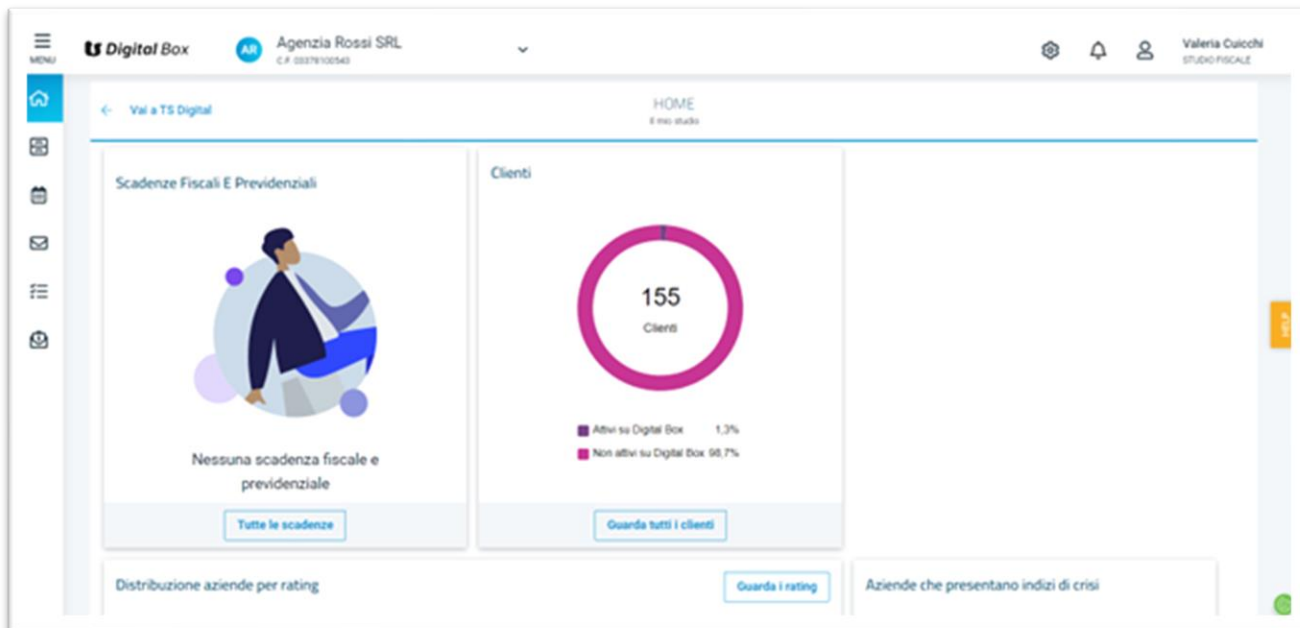 MENU
Digital Box
AR
Agenzia Rossi SRL
C.F. 03378100540
Valeria Cuicchi
STUDIO FISCALE
Vai a TS Digital
HOME
Il mio studio
Scadenze Fiscali E Previdenziali
Nessuna scadenza fiscale e
previdenziale
Tutte le scadenze
Clienti
155
Clienti
Attivi su Digital Box 1,3%
Non attivi su Digital Box 98,7%
Guarda tutti i clienti
HELP
Distribuzione aziende per rating
Guarda i rating
Aziende che presentano indizi di crisi